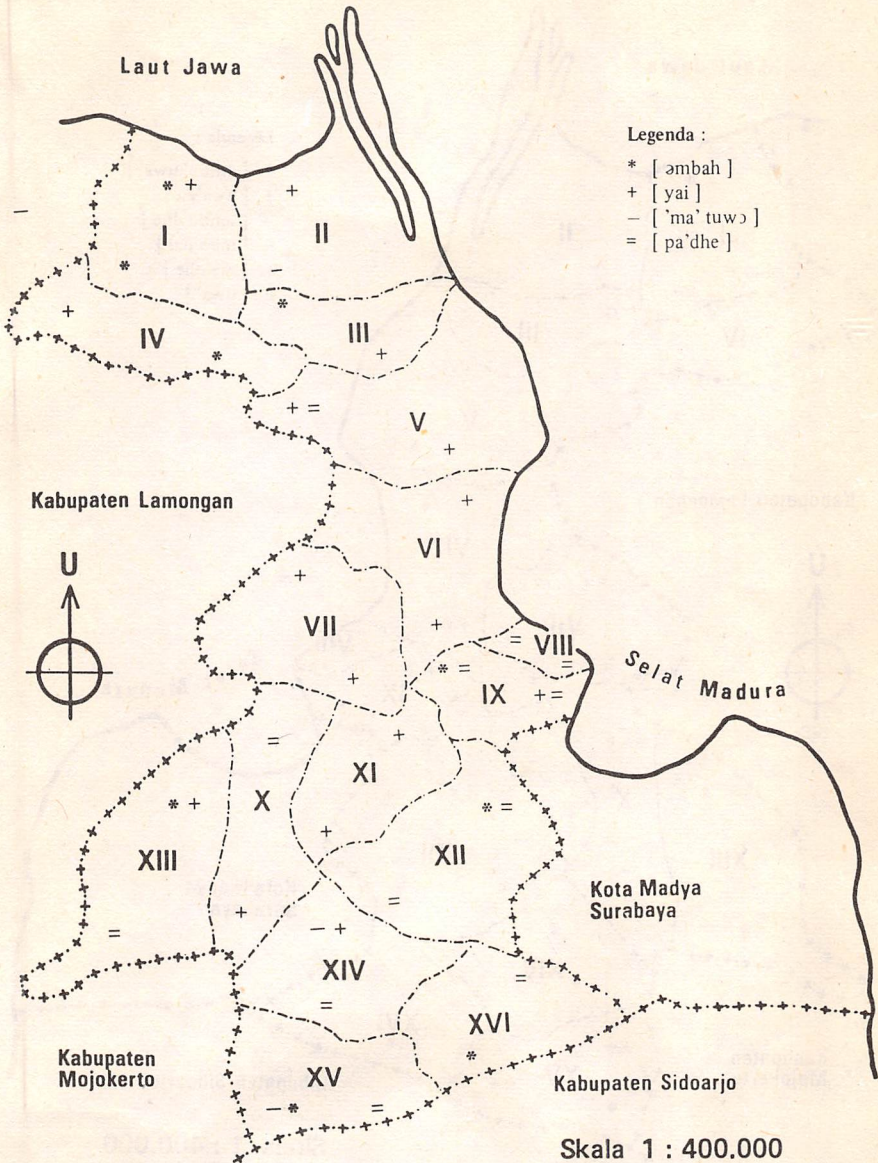 Laut Jawa
Legenda :
* [ əmbah ]
+ [ yai ]
– [ 'ma' tuwɔ ]
= [ pa'dhe ]
* +
+
–
I
II
*
–
*
+
III
IV
+
*
+ =
V
+
Kabupaten Lamongan
+
U
VI
+
VII
+
= VIII
* =
=
Selat Madura
+
IX
+ =
+
=
XI
* +
X
* =
+
XIII
XII
Kota Madya
Surabaya
=
+
=
– +
XIV
=
=
XVI
Kabupaten
Mojokerto
*
XV
Kabupaten Sidoarjo
– *
=
Skala 1 : 400.000